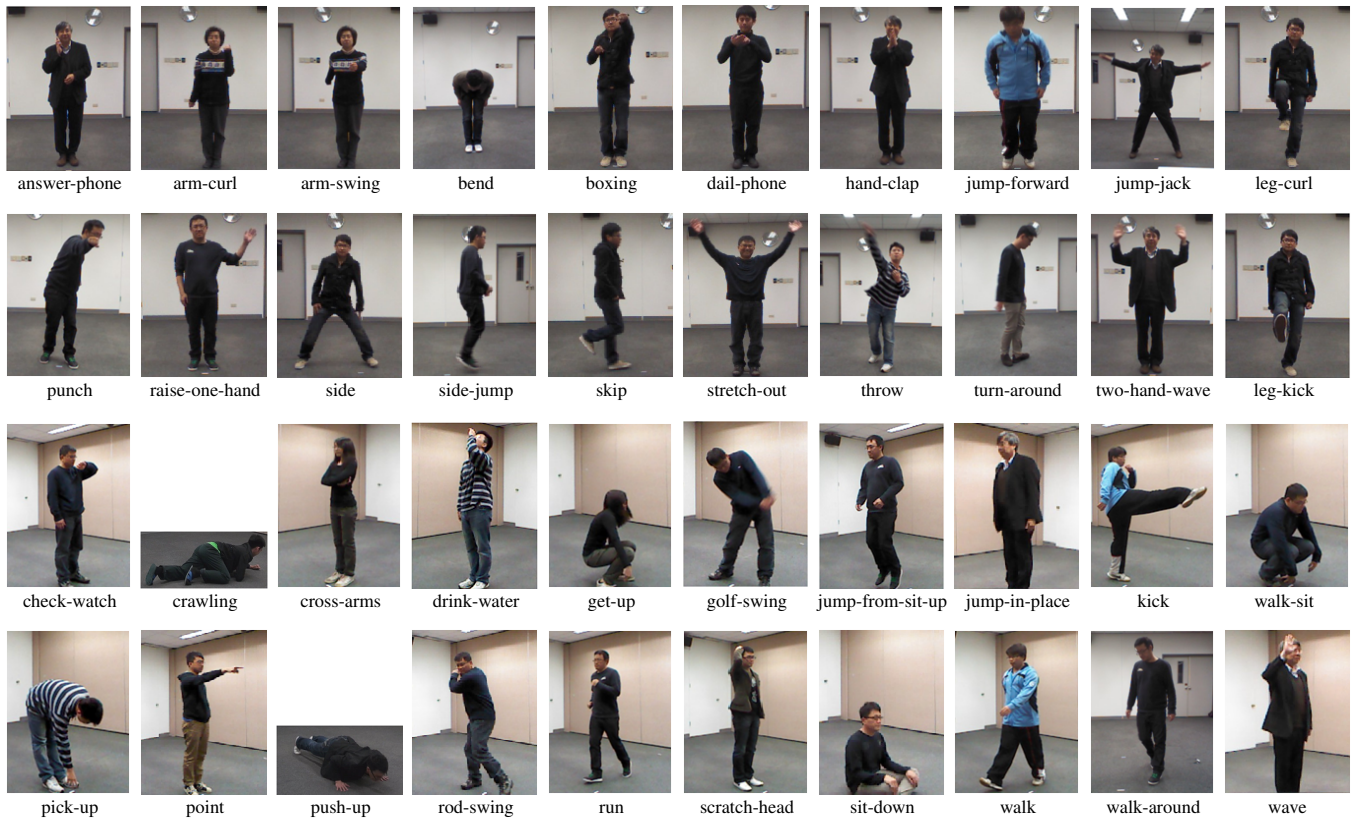 answer-phone arm-curl arm-swing bend boxing dail-phone hand-clap jump-forward jump-jack leg-curl
punch raise-one-hand side side-jump skip stretch-out throw turn-around two-hand-wave leg-kick
check-watch crawling cross-arms drink-water get-up golf-swing jump-from-sit-up jump-in-place kick walk-sit
pick-up point push-up rod-swing run scratch-head sit-down walk walk-around wave